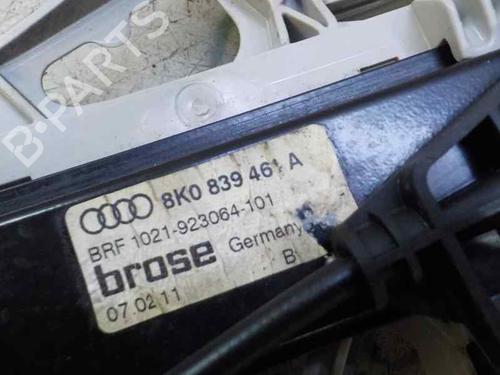 B-PARTS
8K0 839 461 A
BRF 1021-923064-101
brose Germany
07.02.11 B